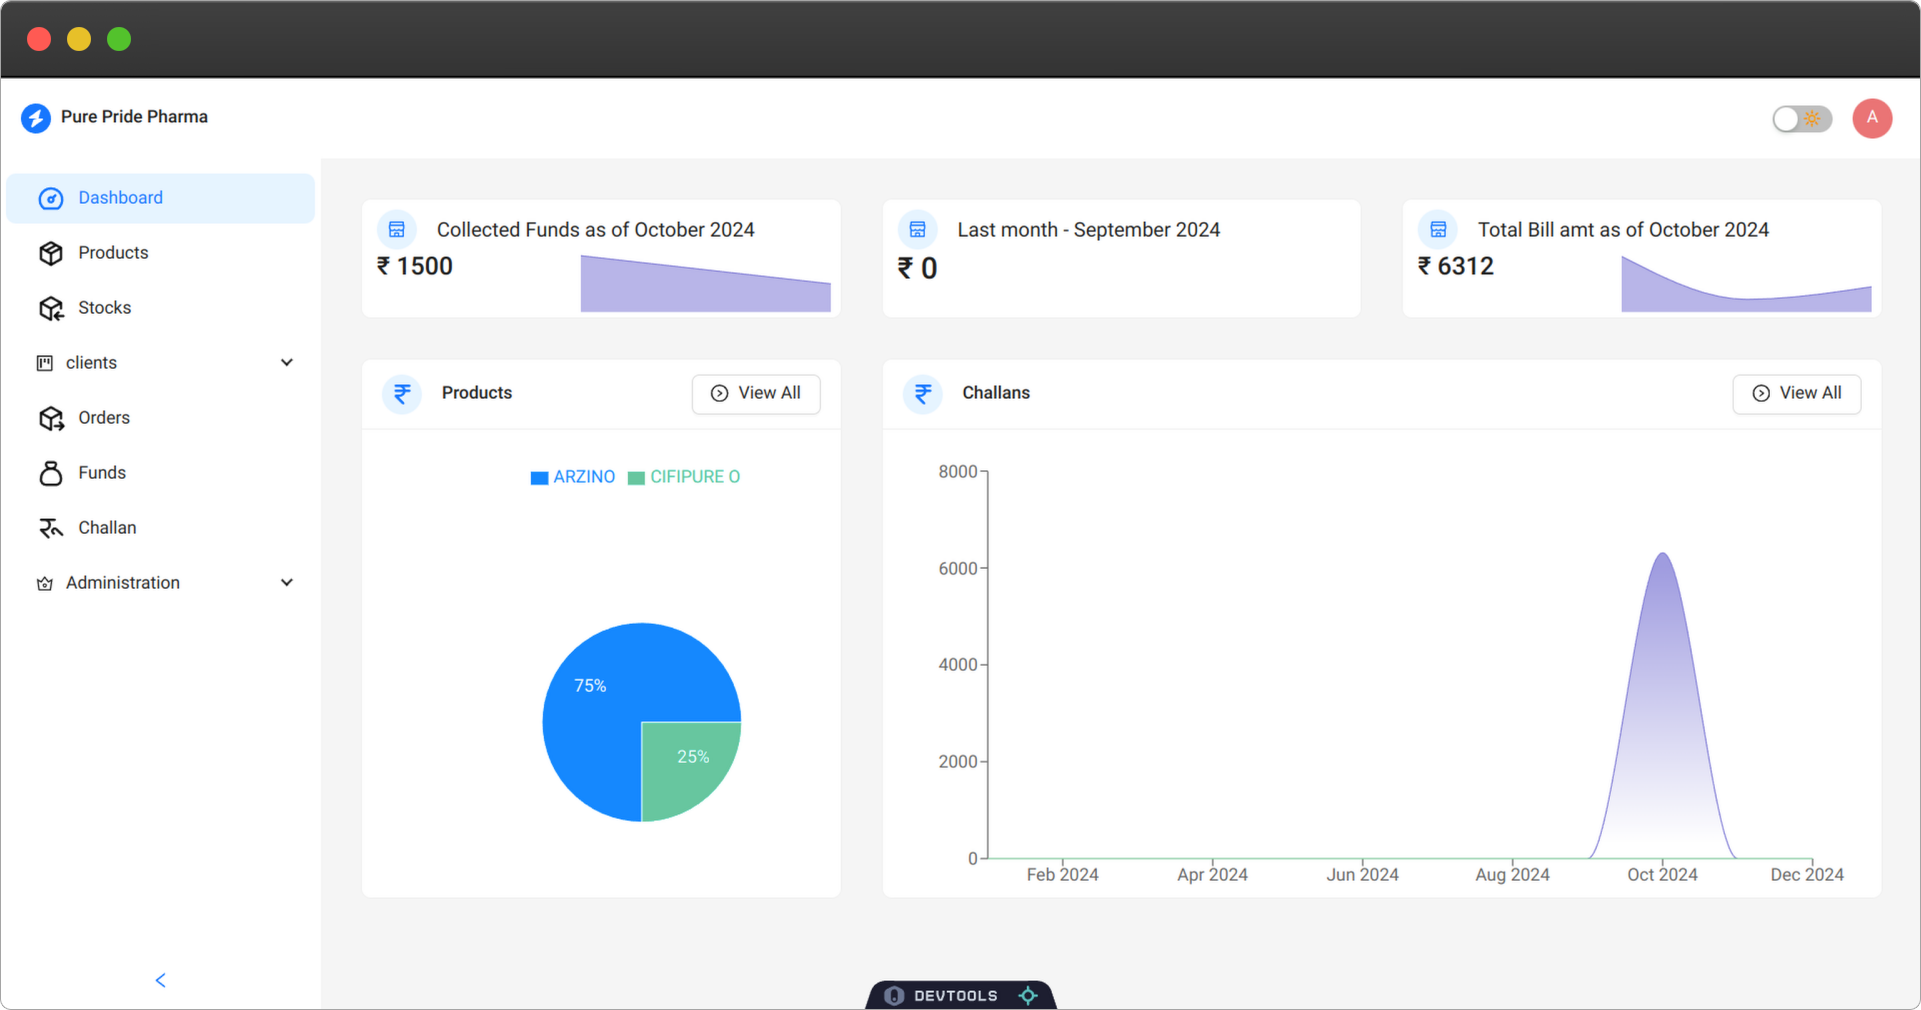 Pure Pride Pharma
A
Dashboard
Products
Stocks
clients
Orders
Funds
Challan
Administration
Collected Funds as of October 2024
₹ 1500
Last month - September 2024
₹ 0
Total Bill amt as of October 2024
₹ 6312
Products
View All
ARZINO CIFIPURE O
75%
25%
Challans
View All
8000
6000
4000
2000
0
Feb 2024 Apr 2024 Jun 2024 Aug 2024 Oct 2024 Dec 2024
DEVTOOLS